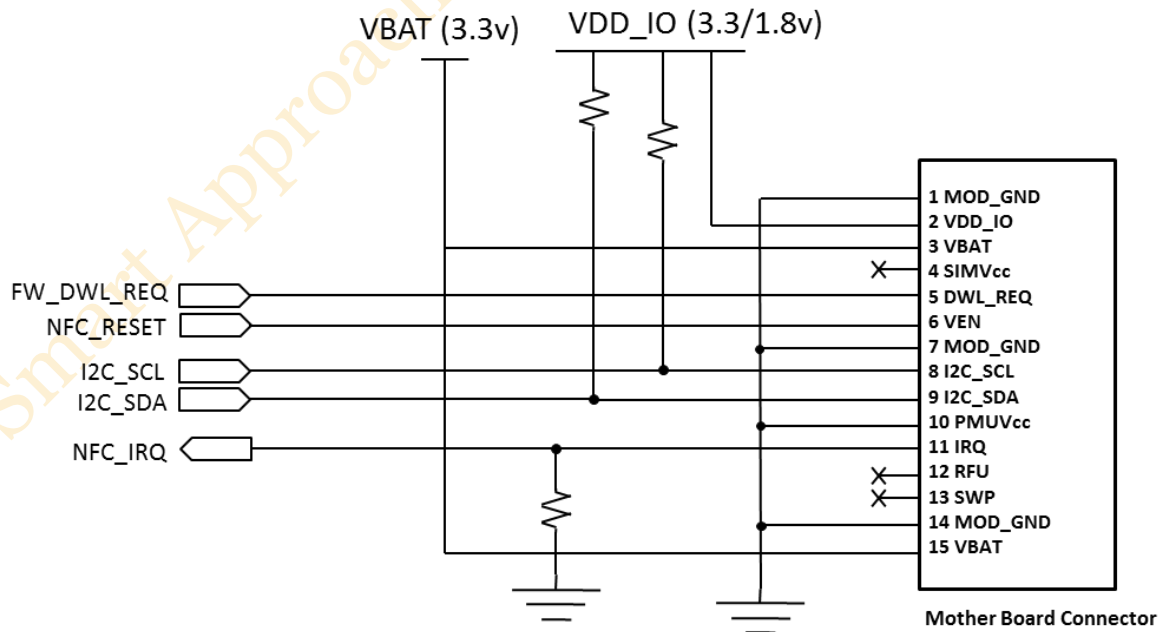 VBAT (3.3v)
VDD_IO (3.3/1.8v)
Smart Approach
1 MOD_GND
2 VDD_IO
3 VBAT
4 SIMVcc
FW_DWL_REQ
5 DWL_REQ
NFC_RESET
6 VEN
7 MOD_GND
I2C_SCL
8 I2C_SCL
I2C_SDA
9 I2C_SDA
10 PMUVcc
NFC_IRQ
11 IRQ
12 RFU
13 SWP
14 MOD_GND
15 VBAT
Mother Board Connector